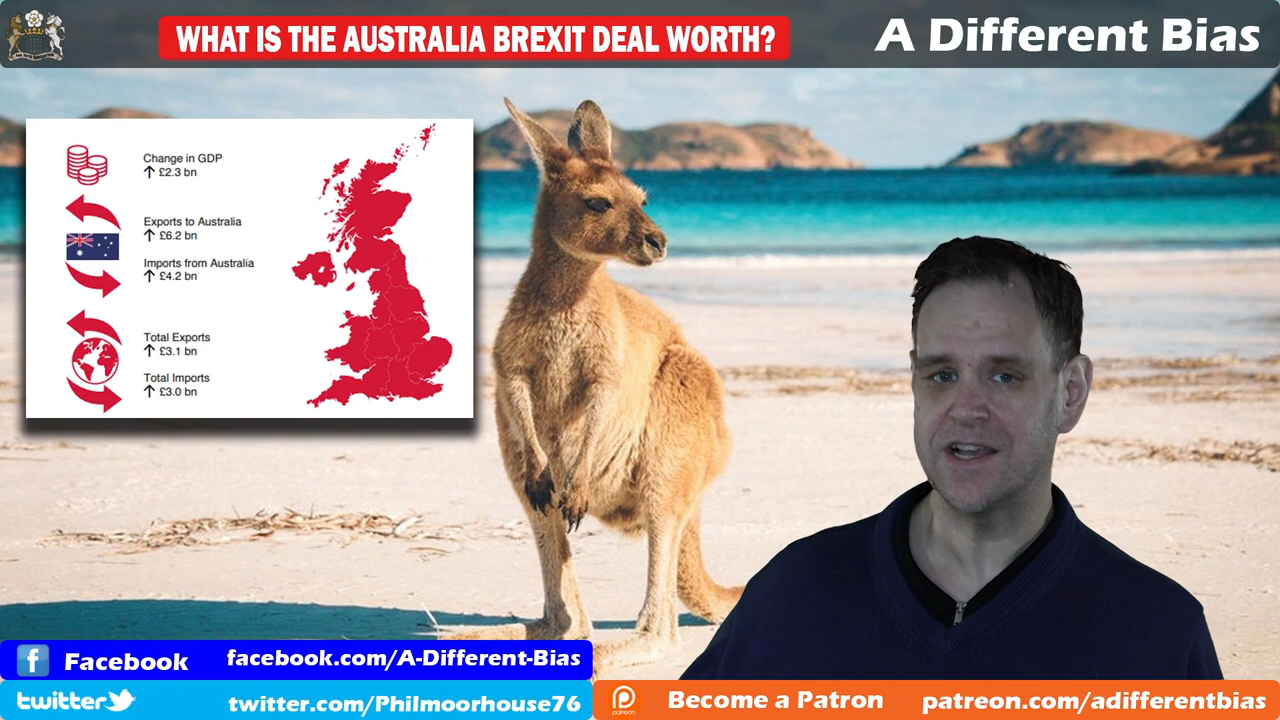 WHAT IS THE AUSTRALIA BREXIT DEAL WORTH?
A Different Bias
Change in GDP
↑ £2.3 bn
Exports to Australia
↑ £6.2 bn
Imports from Australia
↑ £4.2 bn
Total Exports
↑ £3.1 bn
Total Imports
↑ £3.0 bn
f Facebook facebook.com/A-Different-Bias
twitter twitter.com/Philmoorhouse76
Become a Patron patreon.com/adifferentbias